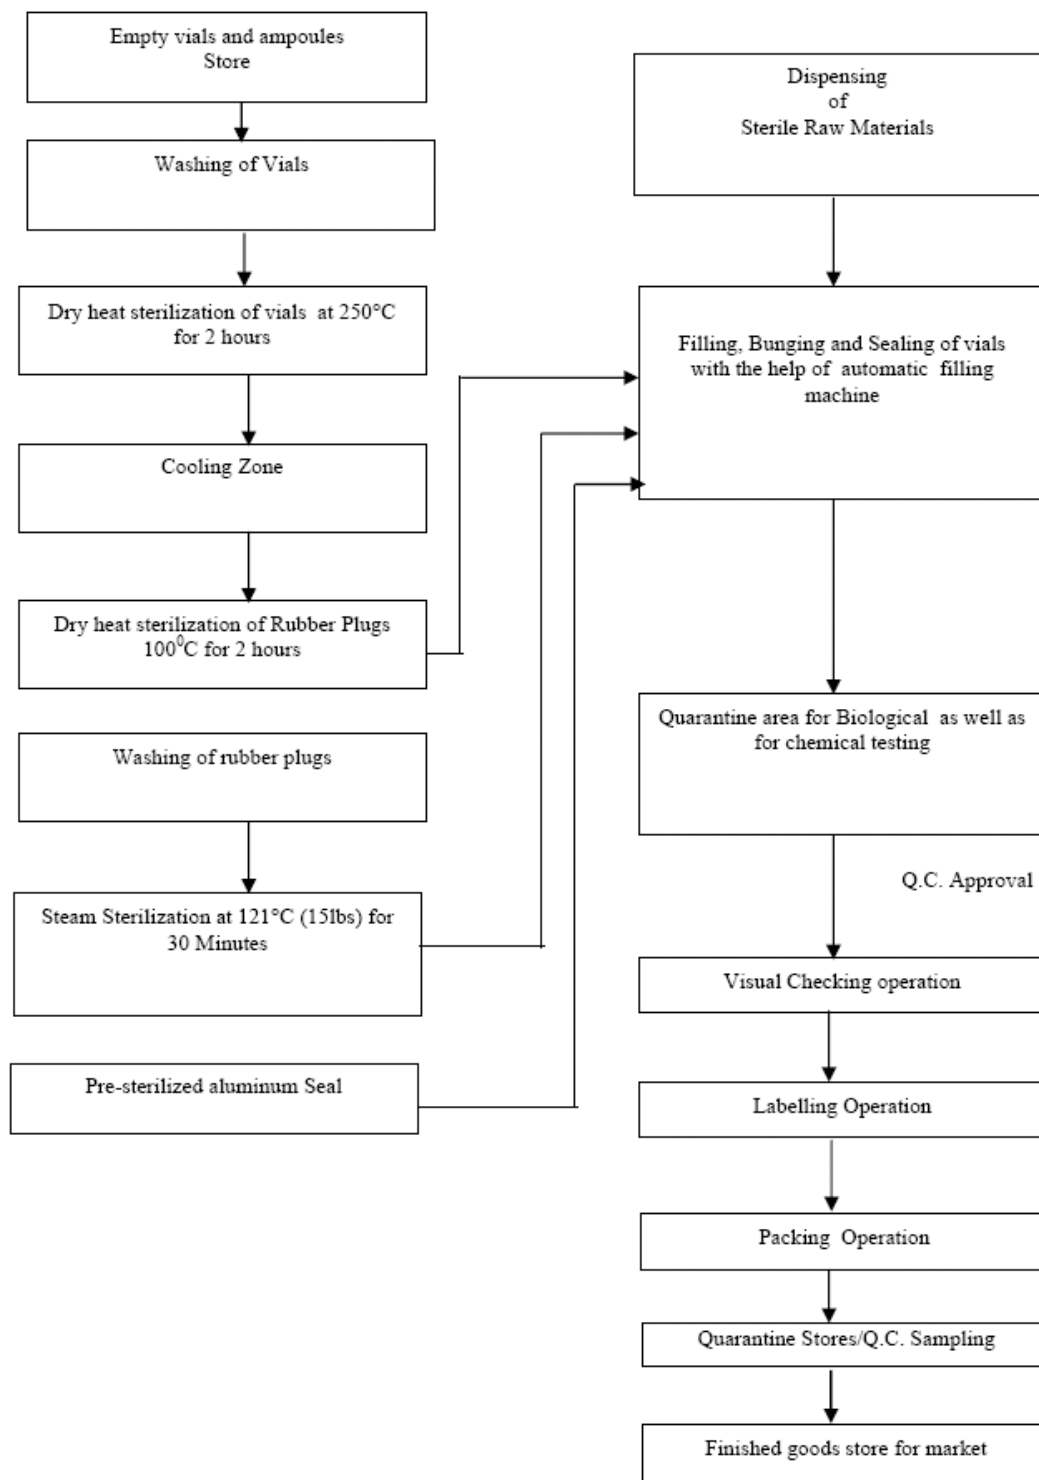 Empty vials and ampoules
Store
Washing of Vials
Dry heat sterilization of vials at 250°C
for 2 hours
Cooling Zone
Dry heat sterilization of Rubber Plugs
100⁰C for 2 hours
Washing of rubber plugs
Steam Sterilization at 121°C (15lbs) for
30 Minutes
Pre-sterilized aluminum Seal
Dispensing
of
Sterile Raw Materials
Filling, Bunging and Sealing of vials
with the help of automatic filling
machine
Quarantine area for Biological as well as
for chemical testing
Q.C. Approval
Visual Checking operation
Labelling Operation
Packing Operation
Quarantine Stores/Q.C. Sampling
Finished goods store for market